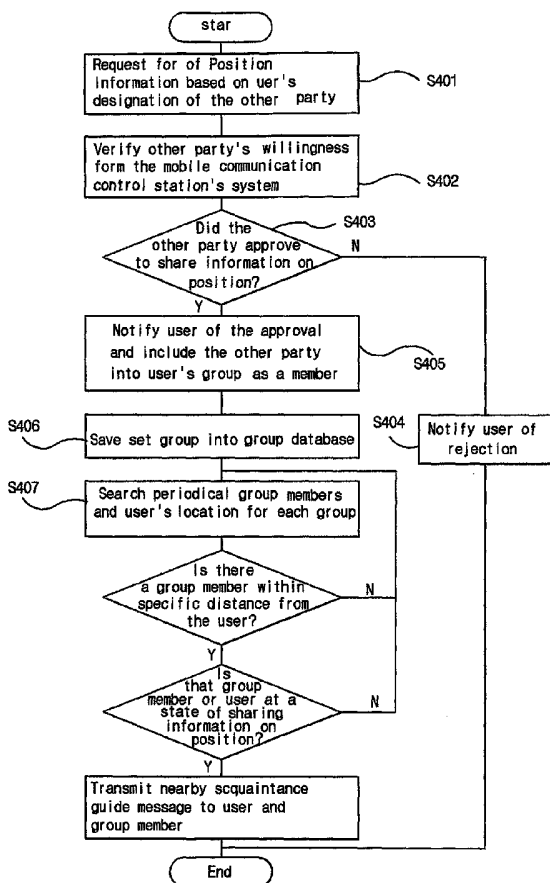 star
Request for of Position
information based on uer's
designation of the other party
S401
Verify other party's willingness
form the mobile communication
control station's system
S402
S403
Did the
other party approve
to share information on
position?
N
Y
Notify user of the approval
and include the other party
into user's group as a member
S405
S406
Save set group into group database
S404
Notify user of
rejection
S407
Search periodical group members
and user's location for each group
Is there
a group member within
specific distance from
the user?
N
Y
Is
that group
member or user at a
state of sharing
information on
position?
N
Y
Transmit nearby scquaintance
guide message to user and
group member
End